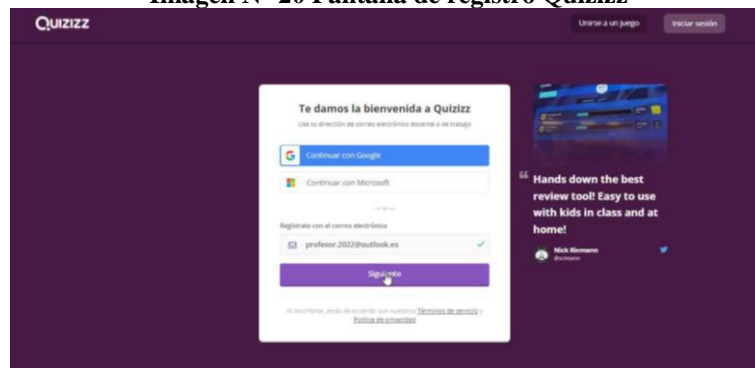 Imagen N° 20 Pantalla de registro Quizizz
QUIZIZZ
Unirse a un juego
Iniciar sesión
Te damos la bienvenida a Quizizz
Usa tu dirección de correo electrónico docente o de trabajo
Continuar con Google
Continuar con Microsoft
Regístrate con el correo electrónico
profesor.2022@outlook.es
Siguiente
Al inscribirme, estás de acuerdo con nuestros Términos de servicio y
Política de privacidad
“ Hands down the best
review tool! Easy to use
with kids in class and at
home!